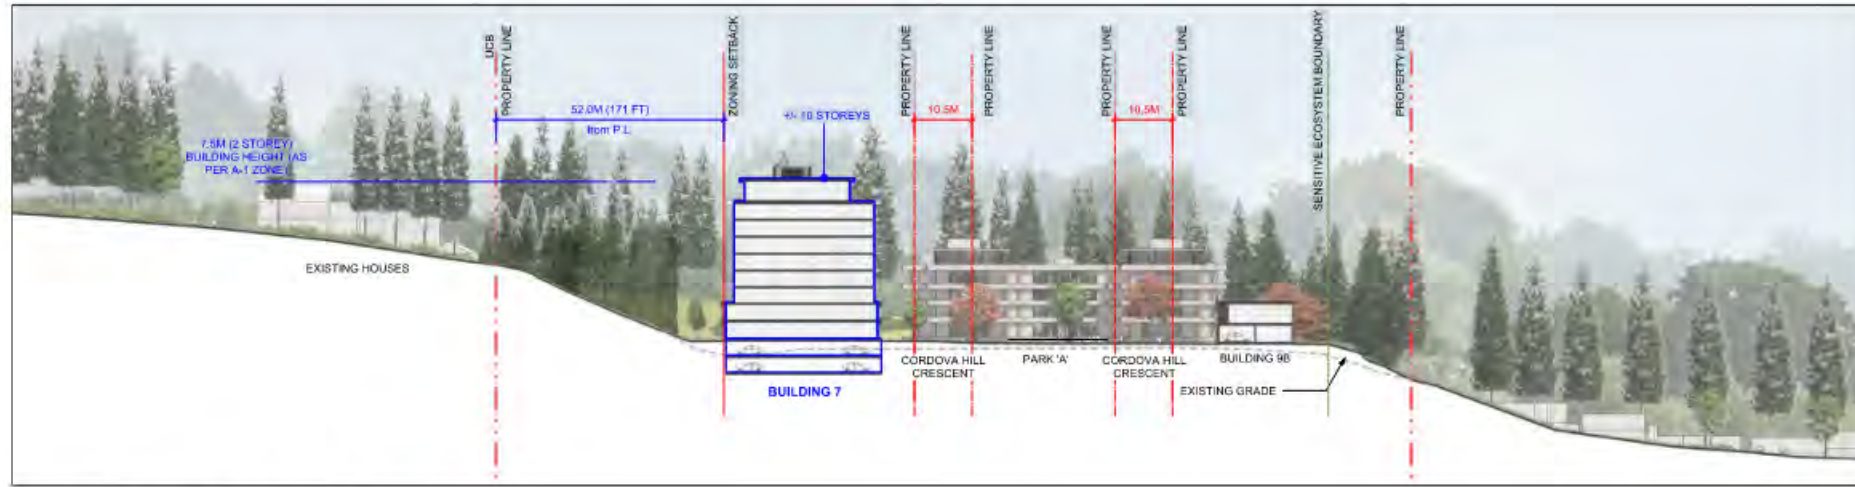 UCB
PROPERTY LINE
ZONING SETBACK
PROPERTY LINE
PROPERTY LINE
PROPERTY LINE
PROPERTY LINE
SENSITIVE ECOSYSTEM BOUNDARY
PROPERTY LINE
52.0M (171 FT)
from P.L.
+/- 10 STOREYS
10.5M
10.5M
7.5M (2 STOREY)
BUILDING HEIGHT (AS
PER A-1 ZONE)
EXISTING HOUSES
CORDOVA HILL
CRESCENT
PARK 'A'
CORDOVA HILL
CRESCENT
BUILDING 9B
EXISTING GRADE
BUILDING 7